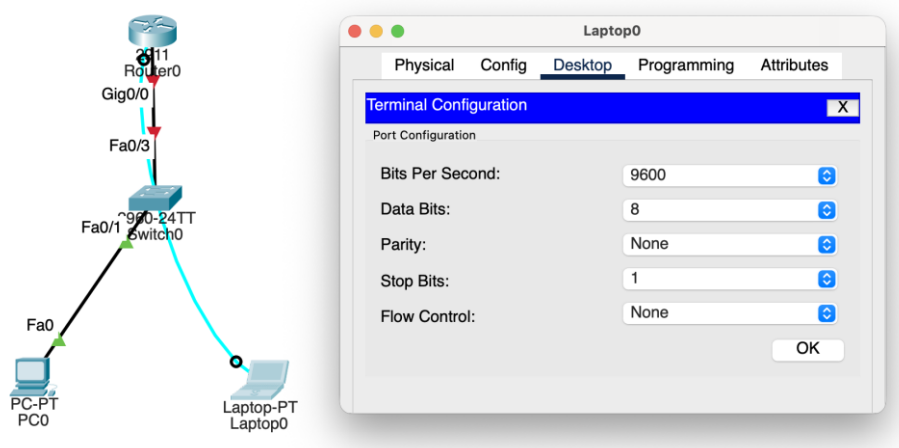 2911
Router0
Gig0/0
Fa0/3
2960-24TT
Switch0
Fa0/1
Fa0
PC-PT
PC0
Laptop-PT
Laptop0
Laptop0
Physical Config Desktop Programming Attributes
Terminal Configuration X
Port Configuration
Bits Per Second: 9600
Data Bits: 8
Parity: None
Stop Bits: 1
Flow Control: None
OK